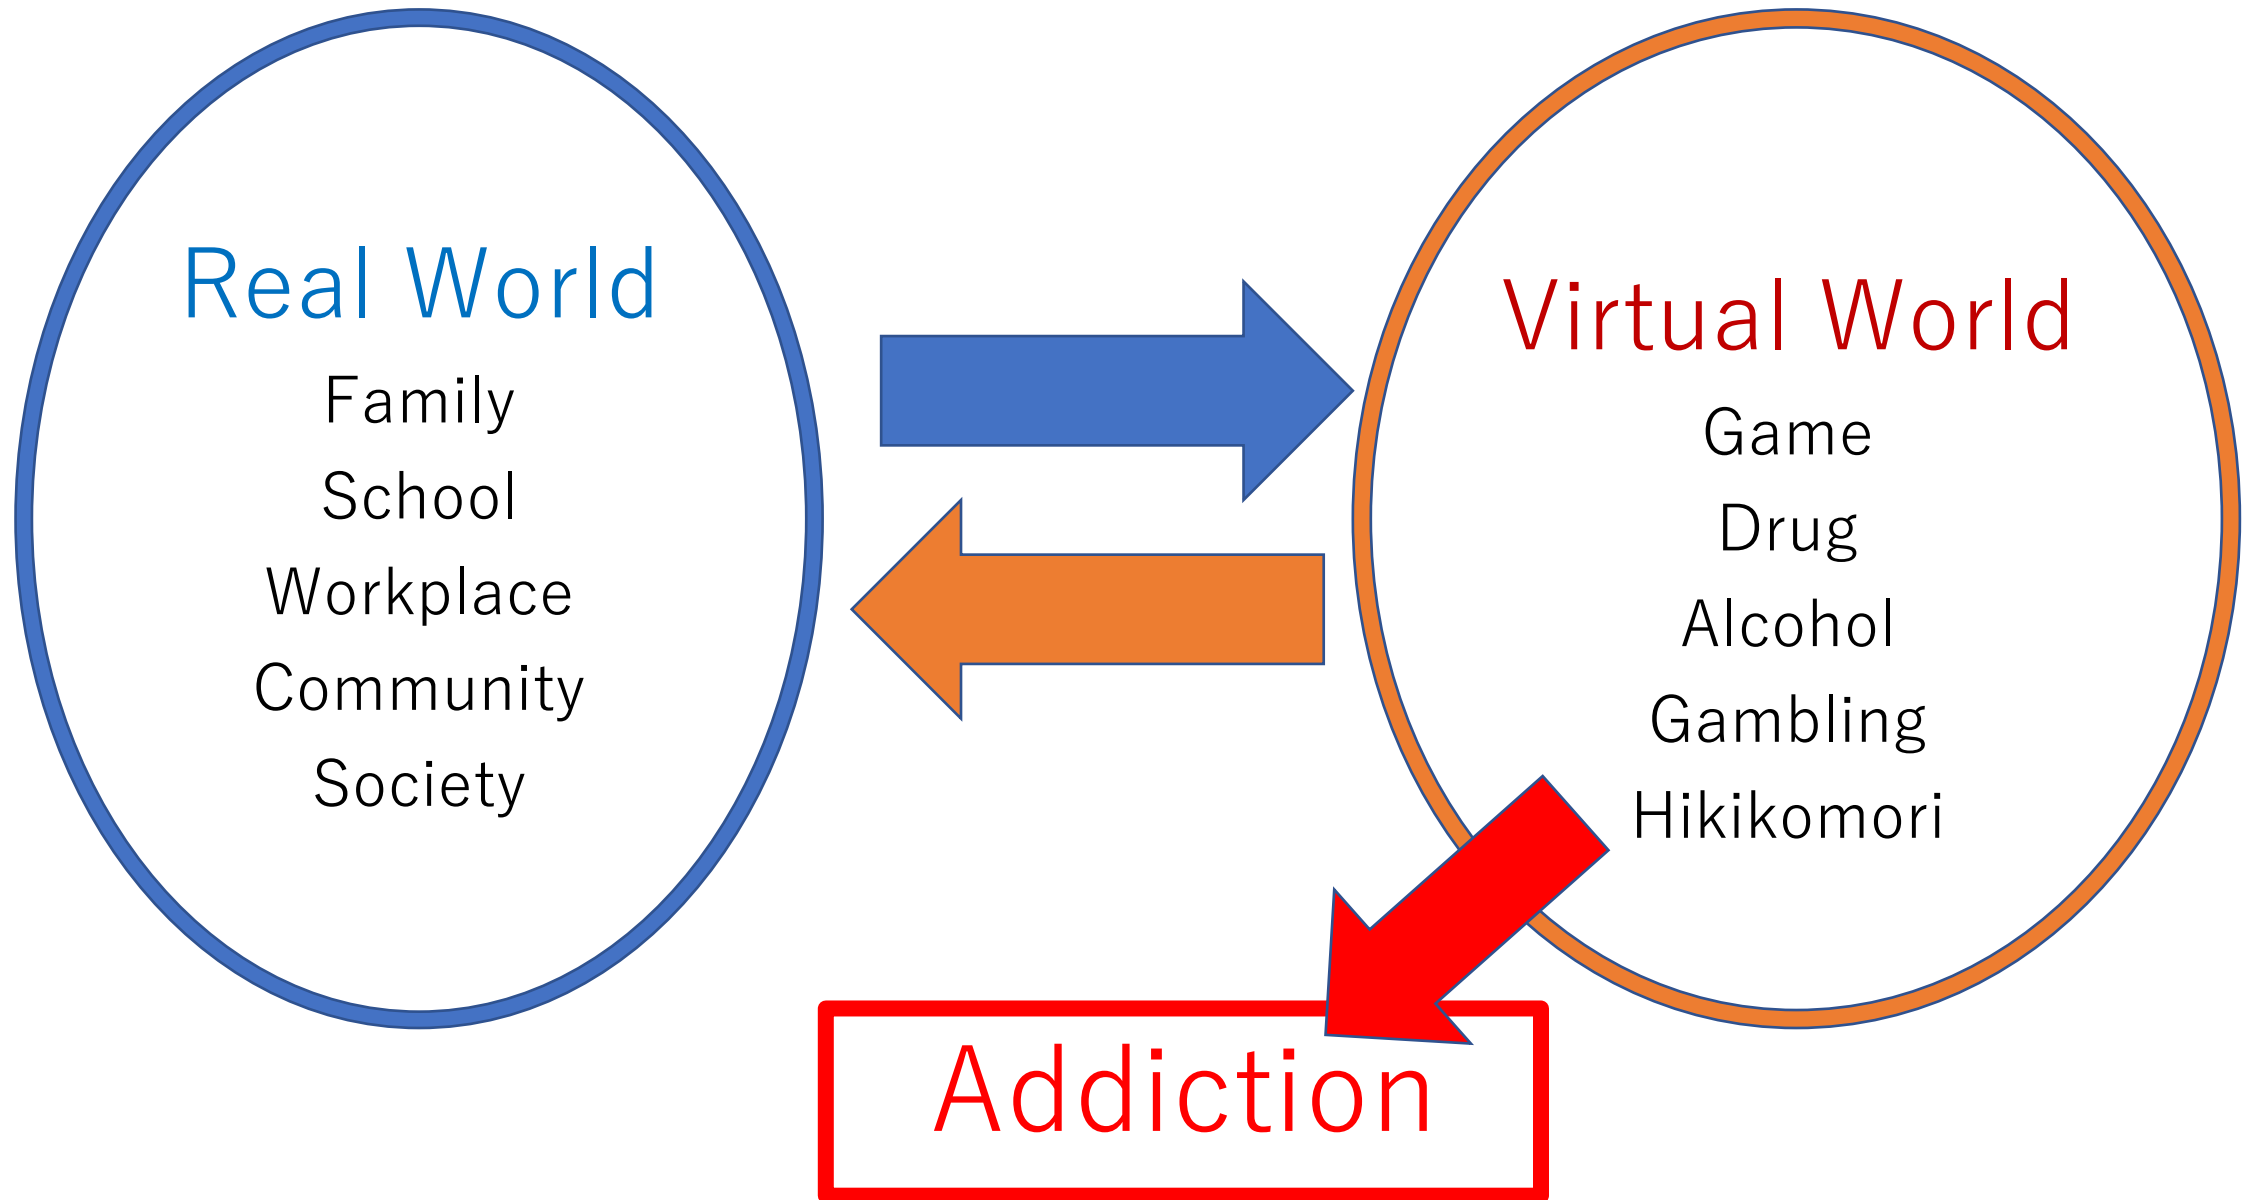 Real World
Family
School
Workplace
Community
Society
Virtual World
Game
Drug
Alcohol
Gambling
Hikikomori
Addiction